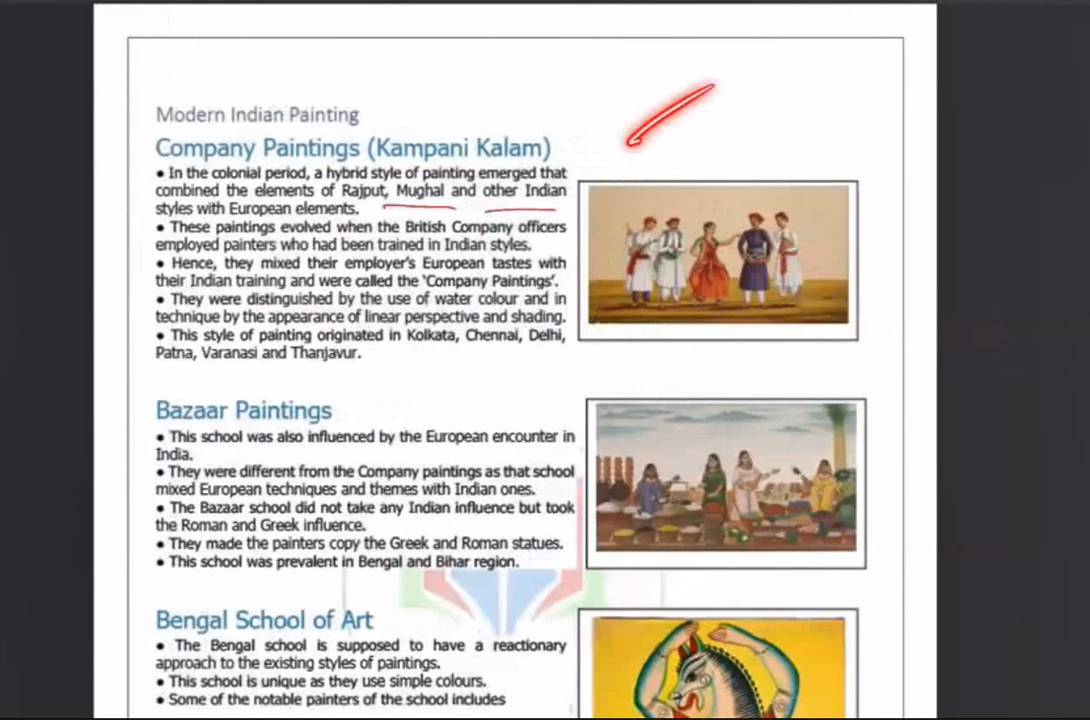 Modern Indian Painting
Company Paintings (Kampani Kalam)
• In the colonial period, a hybrid style of painting emerged that
combined the elements of Rajput, Mughal and other Indian
styles with European elements.
• These paintings evolved when the British Company officers
employed painters who had been trained in Indian styles.
• Hence, they mixed their employer's European tastes with
their Indian training and were called the 'Company Paintings'.
• They were distinguished by the use of water colour and in
technique by the appearance of linear perspective and shading.
• This style of painting originated in Kolkata, Chennai, Delhi,
Patna, Varanasi and Thanjavur.
Bazaar Paintings
• This school was also influenced by the European encounter in
India.
• They were different from the Company paintings as that school
mixed European techniques and themes with Indian ones.
• The Bazaar school did not take any Indian influence but took
the Roman and Greek influence.
• They made the painters copy the Greek and Roman statues.
• This school was prevalent in Bengal and Bihar region.
Bengal School of Art
• The Bengal school is supposed to have a reactionary
approach to the existing styles of paintings.
• This school is unique as they use simple colours.
• Some of the notable painters of the school includes